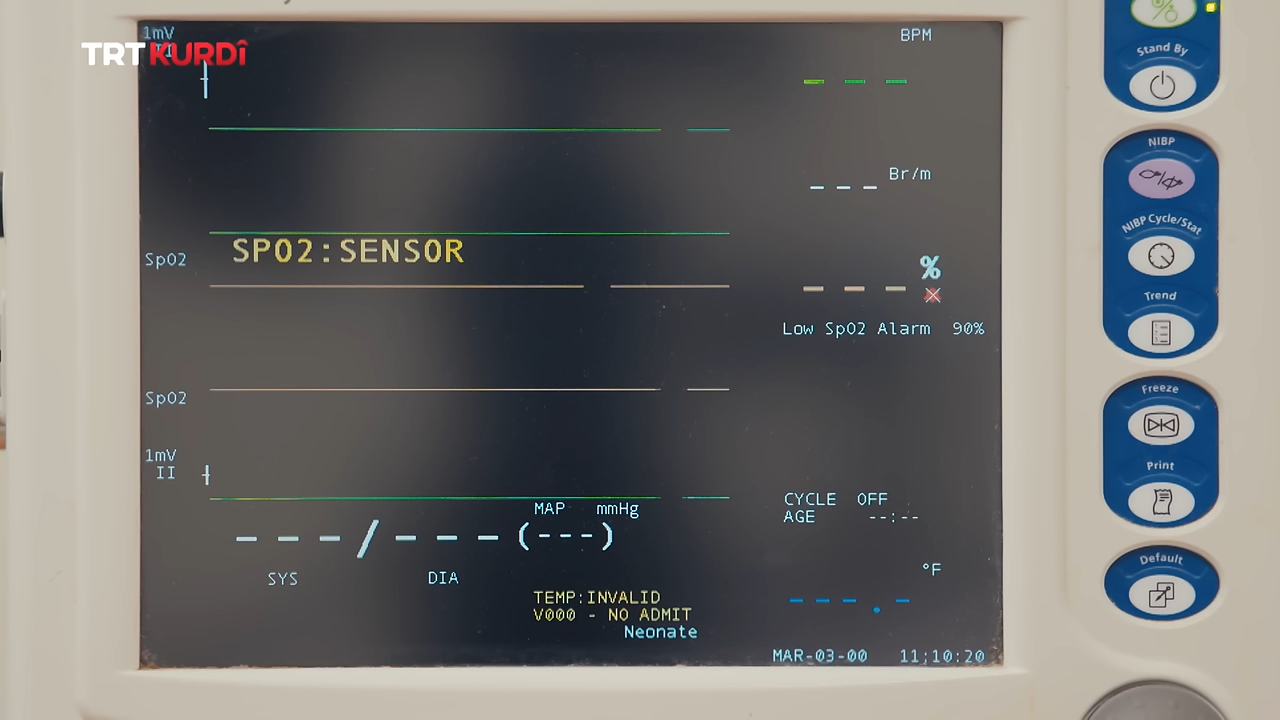 1mV
TRT KURDÎ
BPM
- - -
Br/m
- - -
SpO2
SPO2:SENSOR
%
- - -
Low SpO2 Alarm 90%
SpO2
1mV
II
MAP mmHg
- - - / - - - (---)
SYS DIA
CYCLE OFF
AGE --:--
°F
- - - . -
TEMP:INVALID
V000 - NO ADMIT
Neonate
MAR-03-00 11:10:20
Stand By
NIBP
NIBP Cycle/Stat
Trend
Freeze
Print
Default